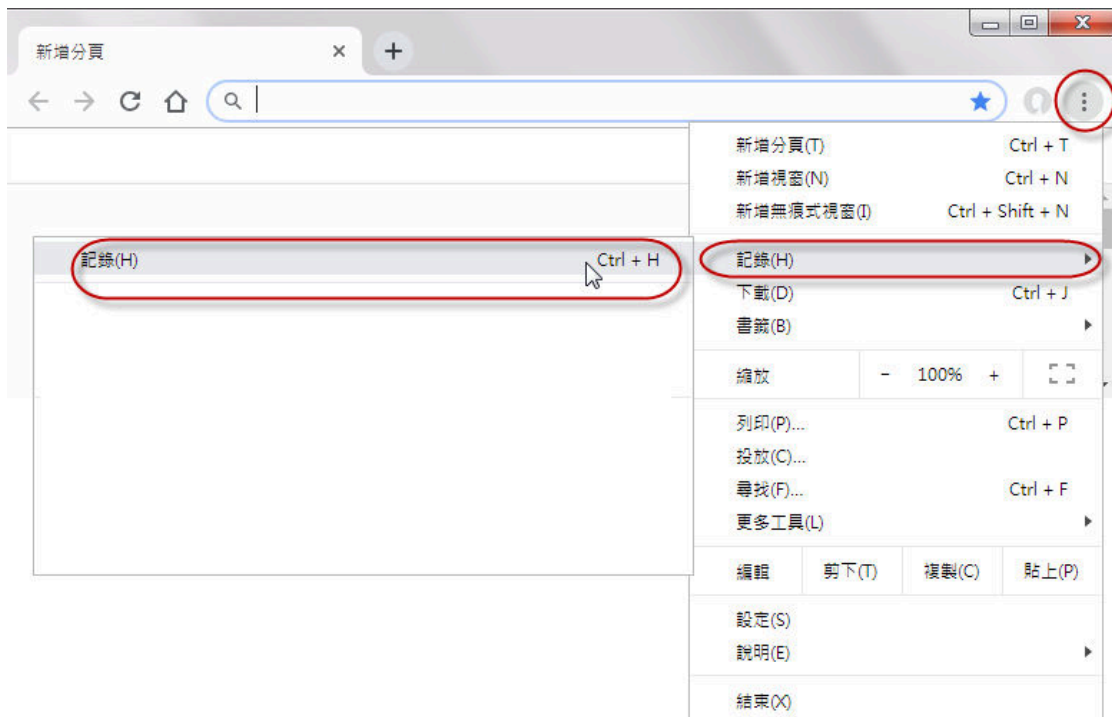 新增分頁
新增分頁(T) Ctrl + T
新增視窗(N) Ctrl + N
新增無痕式視窗(I) Ctrl + Shift + N
記錄(H) Ctrl + H
記錄(H)
下載(D) Ctrl + J
書籤(B)
縮放 - 100% +
列印(P)... Ctrl + P
投放(C)...
尋找(F)... Ctrl + F
更多工具(L)
編輯 剪下(T) 複製(C) 貼上(P)
設定(S)
說明(E)
結束(X)